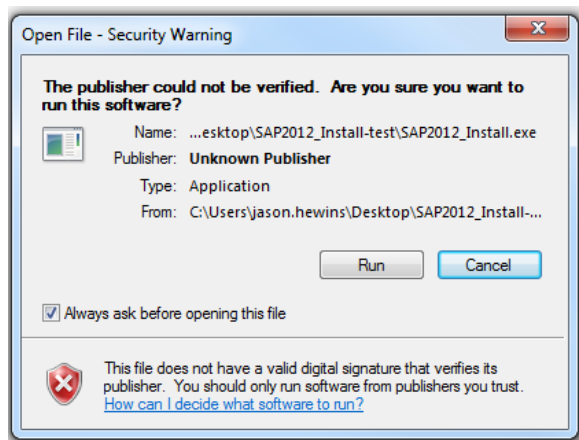 Open File - Security Warning
The publisher could not be verified. Are you sure you want to
run this software?
Name: ...esktop\SAP2012_Install-test\SAP2012_Install.exe
Publisher: Unknown Publisher
Type: Application
From: C:\Users\jason.hewins\Desktop\SAP2012_Install-...
Run Cancel
Always ask before opening this file
This file does not have a valid digital signature that verifies its
publisher. You should only run software from publishers you trust.
How can I decide what software to run?